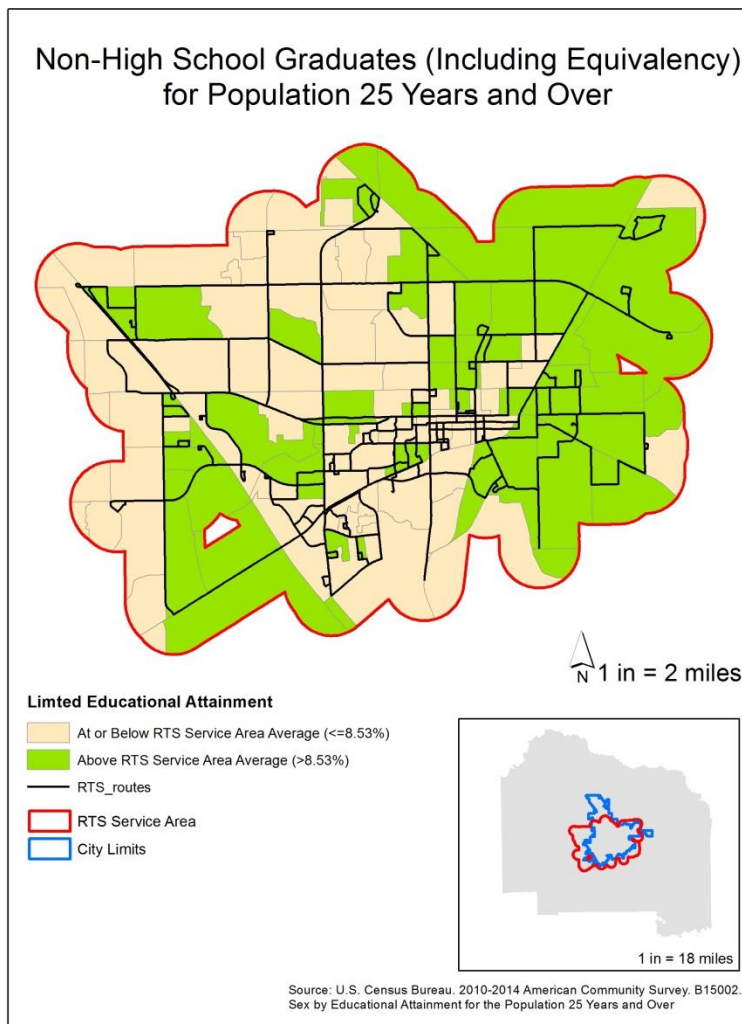 Non-High School Graduates (Including Equivalency)
for Population 25 Years and Over
N 1 in = 2 miles
Limted Educational Attainment
At or Below RTS Service Area Average (<=8.53%)
Above RTS Service Area Average (>8.53%)
RTS_routes
RTS Service Area
City Limits
1 in = 18 miles
Source: U.S. Census Bureau. 2010-2014 American Community Survey. B15002.
Sex by Educational Attainment for the Population 25 Years and Over